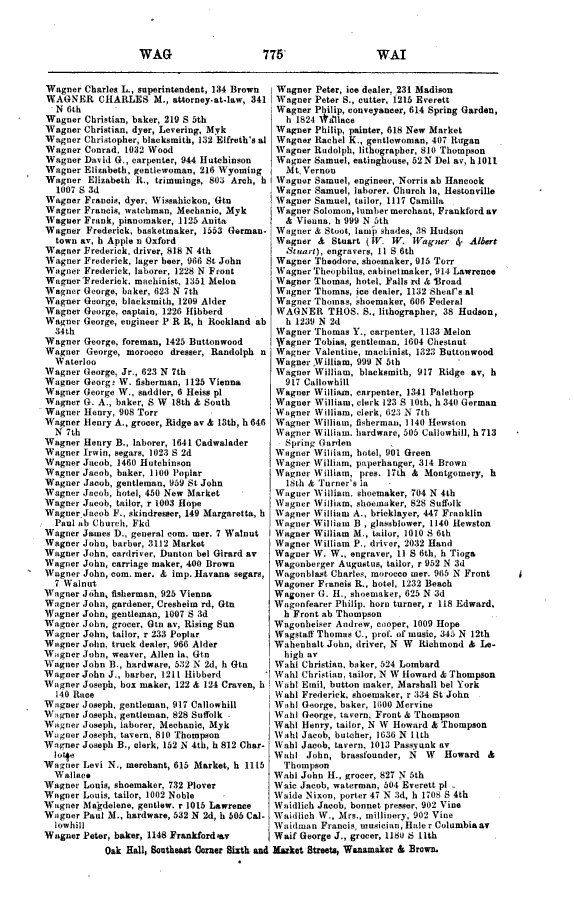 WAG 775 WAI
Wagner Charles L., superintendent, 134 Brown
WAGNER CHARLES M., attorney-at-law, 341
N 6th
Wagner Christian, baker, 219 S 5th
Wagner Christian, dyer, Levering, Myk
Wagner Christopher, blacksmith, 132 Elfreth's al
Wagner Conrad, 1032 Wood
Wagner David G., carpenter, 944 Hutchinson
Wagner Elizabeth, gentlewoman, 216 Wyoming
Wagner Elizabeth R., trimmings, 803 Arch, h
1007 S 3d
Wagner Francis, dyer, Wissahickon, Gtn
Wagner Francis, watchman, Mechanic, Myk
Wagner Frank, pianomaker, 1125 Anita
Wagner Frederick, basketmaker, 1553 German-
town av, h Apple n Oxford
Wagner Frederick, driver, 818 N 4th
Wagner Frederick, lager beer, 966 St John
Wagner Frederick, laborer, 1228 N Front
Wagner Frederick, machinist, 1351 Melon
Wagner George, baker, 623 N 7th
Wagner George, blacksmith, 1209 Alder
Wagner George, captain, 1226 Hibberd
Wagner George, engineer P R R, h Rockland ab
34th
Wagner George, foreman, 1425 Buttonwood
Wagner George, morocco dresser, Randolph n
Waterloo
Wagner George, Jr., 623 N 7th
Wagner George W. fisherman, 1125 Vienna
Wagner George W., saddler, 6 Heiss pl
Wagner G. A., baker, S W 18th & South
Wagner Henry, 908 Torr
Wagner Henry A., grocer, Ridge av & 13th, h 646
N 7th
Wagner Henry B., laborer, 1641 Cadwalader
Wagner Irwin, segars, 1023 S 2d
Wagner Jacob, 1460 Hutchinson
Wagner Jacob, baker, 1100 Poplar
Wagner Jacob, gentleman, 959 St John
Wagner Jacob, hotel, 450 New Market
Wagner Jacob, tailor, r 1003 Hope
Wagner Jacob F., skindresser, 149 Margaretta, h
Paul ab Church, Fkd
Wagner James D., general com. mer. 7 Walnut
Wagner John, barber, 3112 Market
Wagner John, cardriver, Dunton bel Girard av
Wagner John, carriage maker, 400 Brown
Wagner John, com. mer. & imp. Havana segars,
7 Walnut
Wagner John, fisherman, 925 Vienna
Wagner John, gardener, Cresheim rd, Gtn
Wagner John, gentleman, 1007 S 3d
Wagner John, grocer, Gtn av, Rising Sun
Wagner John, tailor, r 233 Poplar
Wagner John, truck dealer, 966 Alder
Wagner John, weaver, Allen la, Gtn
Wagner John B., hardware, 532 N 2d, h Gtn
Wagner John J., barber, 1211 Hibberd
Wagner Joseph, box maker, 122 & 124 Craven, h
140 Race
Wagner Joseph, gentleman, 917 Callowhill
Wagner Joseph, gentleman, 828 Suffolk
Wagner Joseph, laborer, Mechanic, Myk
Wagner Joseph, tavern, 810 Thompson
Wagner Joseph B., clerk, 152 N 4th, h 812 Char-
lotte
Wagner Levi N., merchant, 615 Market, h 1115
Wallace
Wagner Louis, shoemaker, 732 Plover
Wagner Louis, tailor, 1002 Noble
Wagner Magdelene, gentlew. r 1015 Lawrence
Wagner Paul M., hardware, 532 N 2d, h 505 Cal-
lowhill
Wagner Peter, baker, 1148 Frankford av
Wagner Peter, ice dealer, 231 Madison
Wagner Peter S., cutter, 1215 Everett
Wagner Philip, conveyancer, 614 Spring Garden,
h 1824 Wallace
Wagner Philip, painter, 618 New Market
Wagner Rachel K., gentlewoman, 407 Rugan
Wagner Rudolph, lithographer, 810 Thompson
Wagner Samuel, eatinghouse, 52 N Del av, h 1011
Mt. Vernon
Wagner Samuel, engineer, Norris ab Hancock
Wagner Samuel, laborer. Church la, Hestonville
Wagner Samuel, tailor, 1117 Camilla
Wagner Solomon, lumber merchant, Frankford av
& Vienna. h 999 N 5th
Wagner & Stoot, lamp shades, 38 Hudson
Wagner & Stuart (W. W. Wagner & Albert
Stuart), engravers, 11 S 6th
Wagner Theodore, shoemaker, 915 Torr
Wagner Theophilus, cabinetmaker, 914 Lawrence
Wagner Thomas, hotel, Falls rd & Broad
Wagner Thomas, ice dealer, 1132 Sheaf's al
Wagner Thomas, shoemaker, 606 Federal
WAGNER THOS. S., lithographer, 38 Hudson,
h 1239 N 2d
Wagner Thomas Y., carpenter, 1133 Melon
Wagner Tobias, gentleman, 1604 Chestnut
Wagner Valentine, machinist, 1323 Buttonwood
Wagner William, 999 N 5th
Wagner William, blacksmith, 917 Ridge av, h
917 Callowhill
Wagner William, carpenter, 1341 Palethorp
Wagner William, clerk 123 S 10th, h 340 German
Wagner William, clerk, 623 N 7th
Wagner William, fisherman, 1140 Hewston
Wagner William. hardware, 505 Callowhill, h 713
Spring Garden
Wagner William, hotel, 901 Green
Wagner William, paperhanger, 314 Brown
Wagner William, pres. 17th & Montgomery, h
18th & Turner's la
Wagner William. shoemaker, 704 N 4th
Wagner William, shoemaker, 828 Suffolk
Wagner William A., bricklayer, 447 Franklin
Wagner William B , glassblower, 1140 Hewston
Wagner William M., tailor, 1010 S 6th
Wagner William P., driver, 2032 Hand
Wagner W. W., engraver, 11 S 6th, h Tioga
Wagonberger Augustus, tailor, r 952 N 3d
Wagonblast Charles, morocco mer. 965 N Front
Wagoner Francis R., hotel, 1232 Beach
Wagoner G. H., shoemaker, 625 N 3d
Wagonfearer Philip, horn turner, r 118 Edward,
h Front ab Thompson
Wagonheiser Andrew, cooper, 1009 Hope
Wagstaff Thomas C., prof. of music, 345 N 12th
Wahenhalt John, driver, N W Richmond & Le-
high av
Wahl Christian, baker, 524 Lombard
Wahl Christian, tailor, N W Howard & Thompson
Wahl Emil, button maker, Marshal bel York
Wahl Frederick, shoemaker, r 334 St John
Wahl George, baker, 1600 Mervine
Wahl George, tavern, Front & Thompson
Wahl Henry, tailor, N W Howard & Thompson
Wahl Jacob, butcher, 1636 N 11th
Wahl Jacob, tavern, 1013 Passyunk av
Wahl John, brassfounder, N W Howard &
Thompson
Wahl John H., grocer, 827 N 5th
Waic Jacob, waterman, 504 Everett pl
Waide Nixon, porter 47 N 3d, h 1708 S 4th
Waidlich Jacob, bonnet presser, 902 Vine
Waidlich W., Mrs., millinery, 902 Vine
Waidman Francis, musician, Hale r Columbia av
Waif George J., grocer, 1180 S 11th
Oak Hall, Southeast Corner Sixth and Market Streets, Wanamaker & Brown.